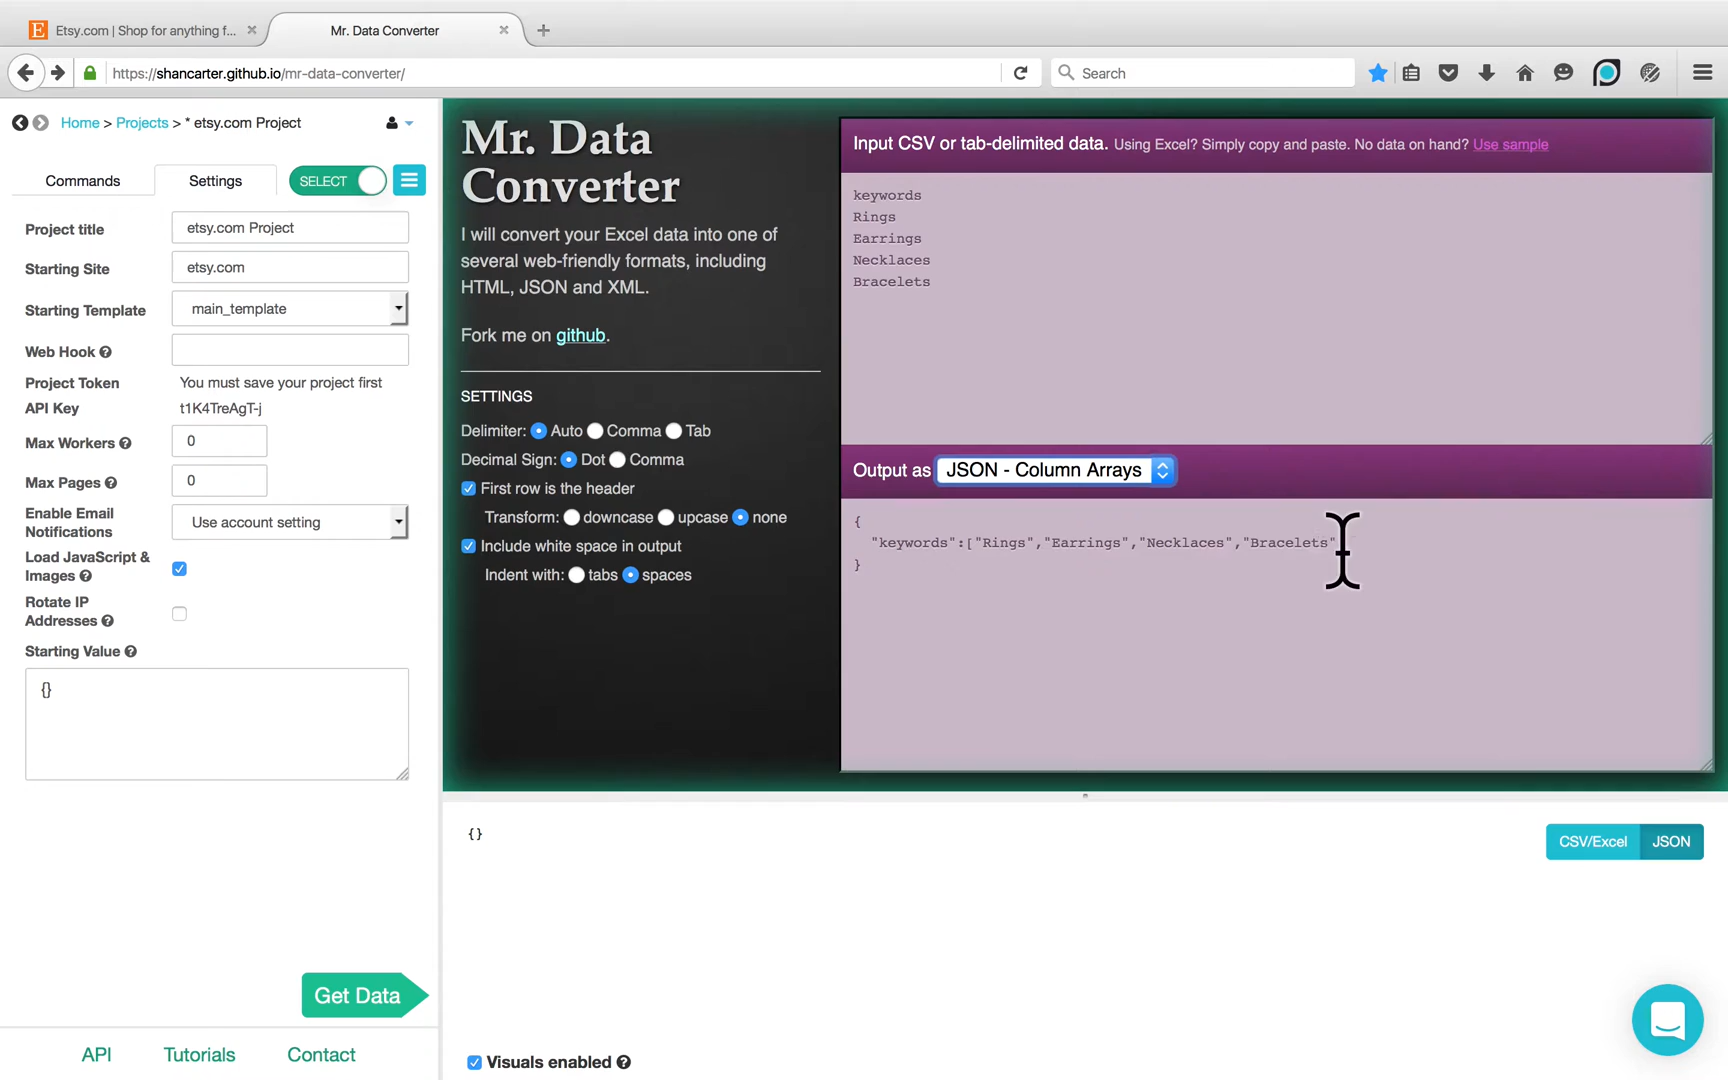 Etsy.com | Shop for anything f...
Mr. Data Converter
https://shancarter.github.io/mr-data-converter/
Search
Home > Projects > * etsy.com Project
Commands
Settings
SELECT
Project title
etsy.com Project
Starting Site
etsy.com
Starting Template
main_template
Web Hook
Project Token
You must save your project first
API Key
t1K4TreAgT-j
Max Workers
0
Max Pages
0
Enable Email
Notifications
Use account setting
Load JavaScript &
Images
Rotate IP
Addresses
Starting Value
{}
Get Data
API
Tutorials
Contact
Mr. Data
Converter
I will convert your Excel data into one of
several web-friendly formats, including
HTML, JSON and XML.
Fork me on github.
SETTINGS
Delimiter: Auto Comma Tab
Decimal Sign: Dot Comma
First row is the header
Transform: downcase upcase none
Include white space in output
Indent with: tabs spaces
Input CSV or tab-delimited data. Using Excel? Simply copy and paste. No data on hand? Use sample
keywords
Rings
Earrings
Necklaces
Bracelets
Output as JSON - Column Arrays
{
"keywords":["Rings","Earrings","Necklaces","Bracelets"
}
{}
CSV/Excel
JSON
Visuals enabled